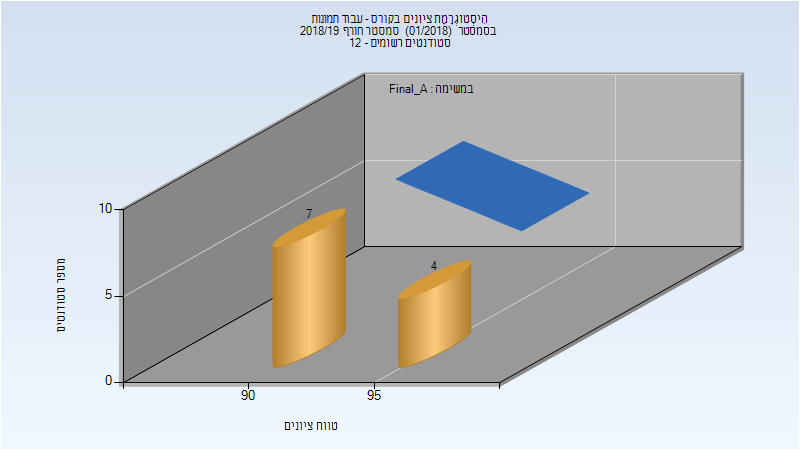 היסטוגרמת ציונים בקורס - עבוד תמונות
בסמסטר (01/2018) סמסטר חורף 2018/19
סטודנטים רשומים - 12
במשימה : Final_A
7
4
10
5
0
90
95
מספר סטודנטים
טווח ציונים